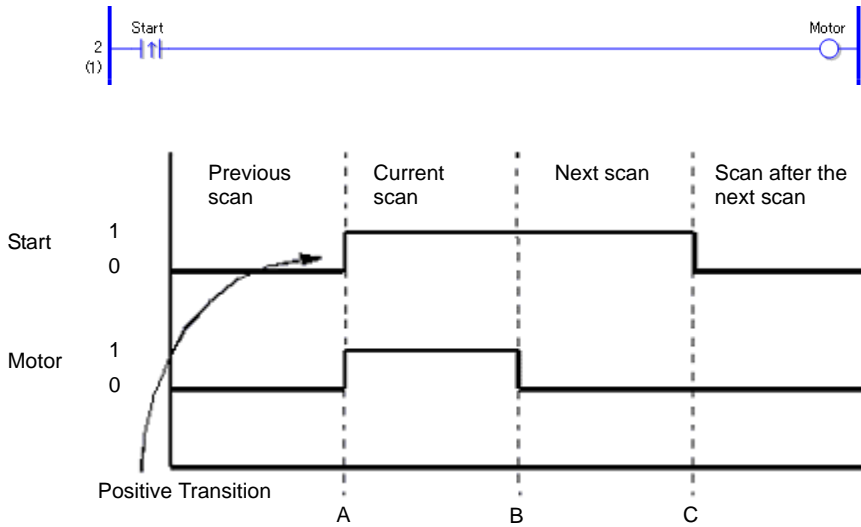 Start
Motor
2
(1)
Previous
scan
Current
scan
Next scan
Scan after the
next scan
Start
1
0
Motor
1
0
Positive Transition
A
B
C